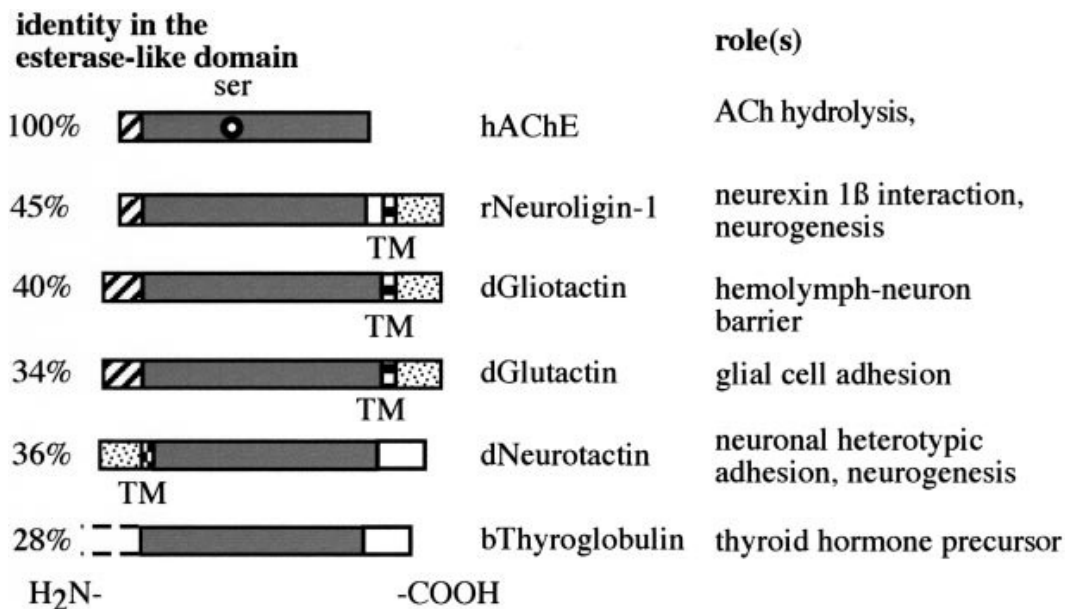 identity in the
esterase-like domain
role(s)
ser
100%
hAChE
ACh hydrolysis,
45%
rNeuroligin-1
neurexin 1ß interaction,
neurogenesis
TM
40%
dGliotactin
hemolymph-neuron
barrier
TM
34%
dGlutactin
glial cell adhesion
TM
36%
dNeurotactin
neuronal heterotypic
adhesion, neurogenesis
TM
28%
bThyroglobulin
thyroid hormone precursor
H2N-
-COOH